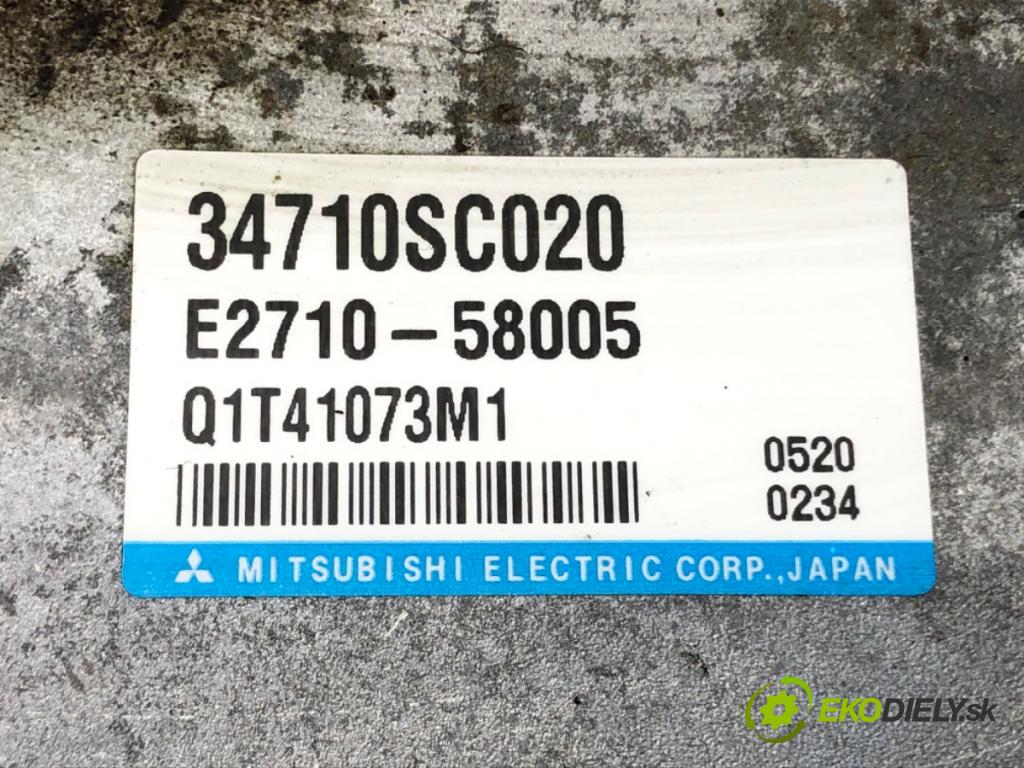 34710SC020
E2710-58005
Q1T41073M1
0520
0234
MITSUBISHI ELECTRIC CORP.,JAPAN
EKODIELY.sk